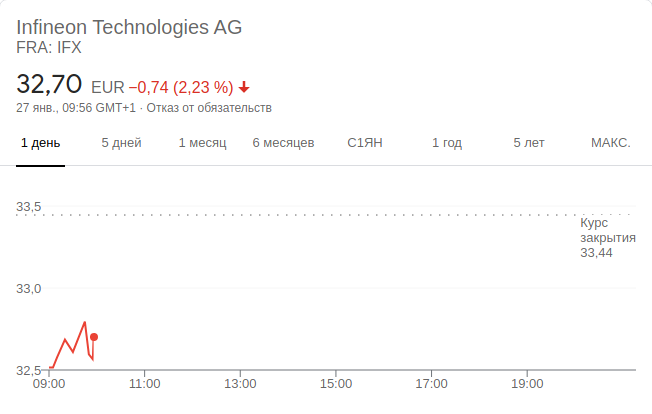 Infineon Technologies AG
FRA: IFX
32,70 EUR −0,74 (2,23 %)
27 янв., 09:56 GMT+1 · Отказ от обязательств
1 день 5 дней 1 месяц 6 месяцев С1ЯН 1 год 5 лет МАКС.
33,5
Курс
закрытия
33,44
33,0
32,5
09:00 11:00 13:00 15:00 17:00 19:00